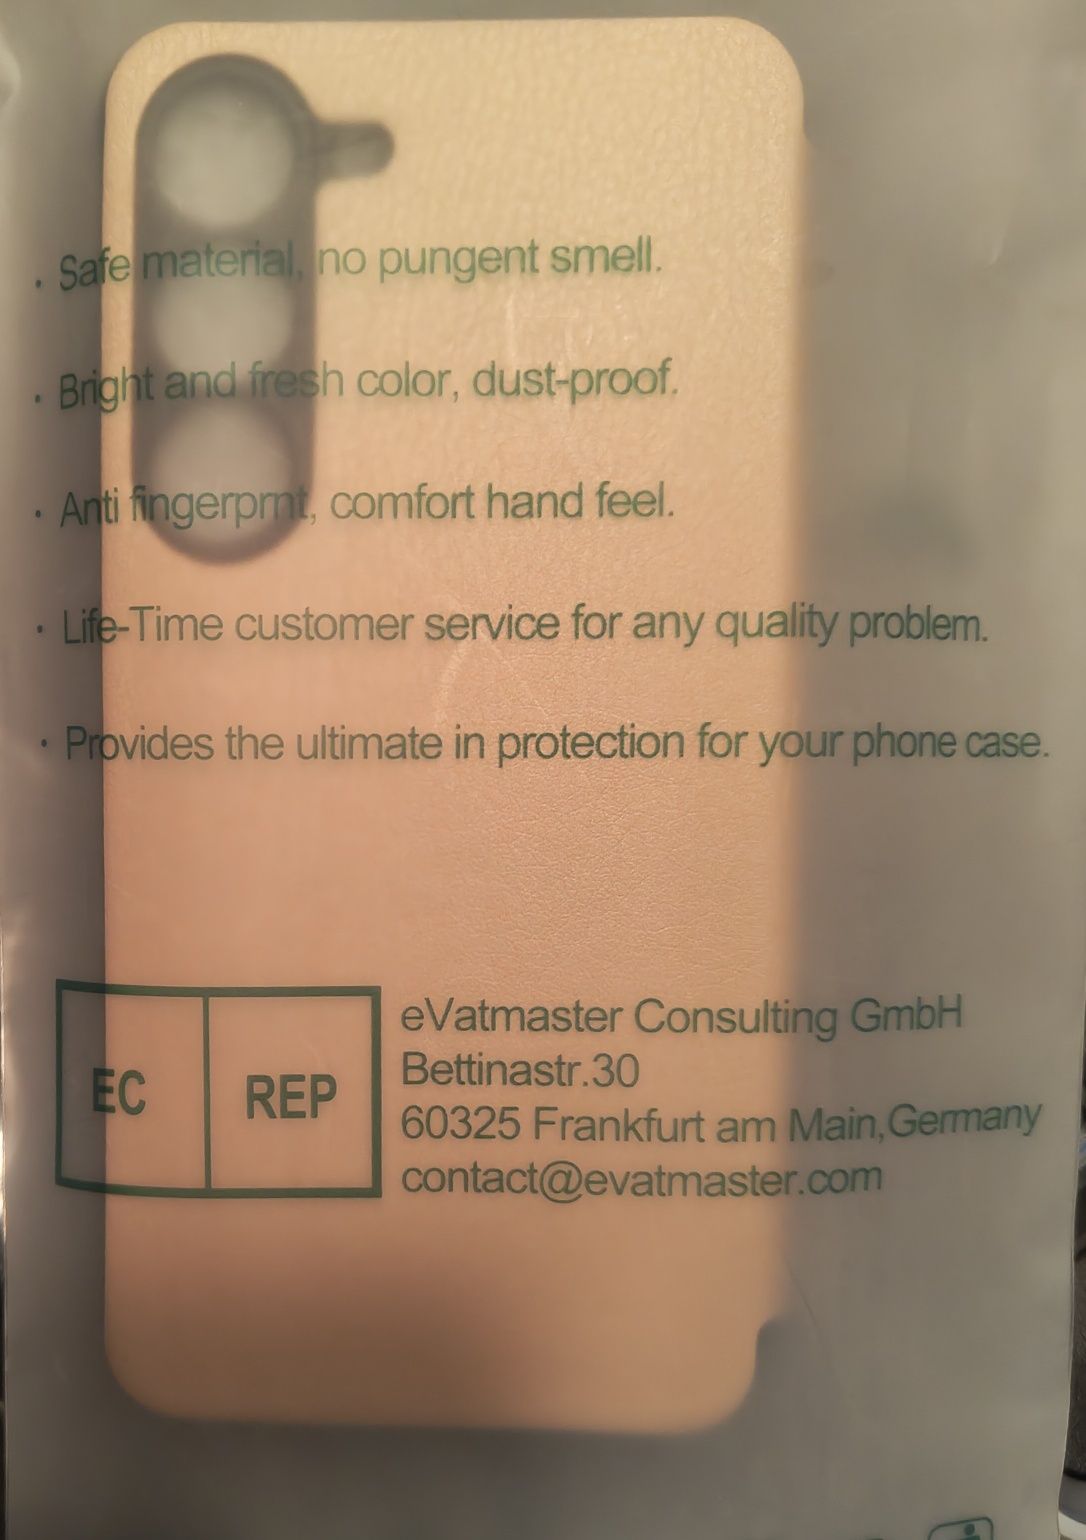 · Safe material, no pungent smell.
· Bright and fresh color, dust-proof.
· Anti fingerprnt, comfort hand feel.
· Life-Time customer service for any quality problem.
· Provides the ultimate in protection for your phone case.
EC REP
eVatmaster Consulting GmbH
Bettinastr.30
60325 Frankfurt am Main,Germany
contact@evatmaster.com